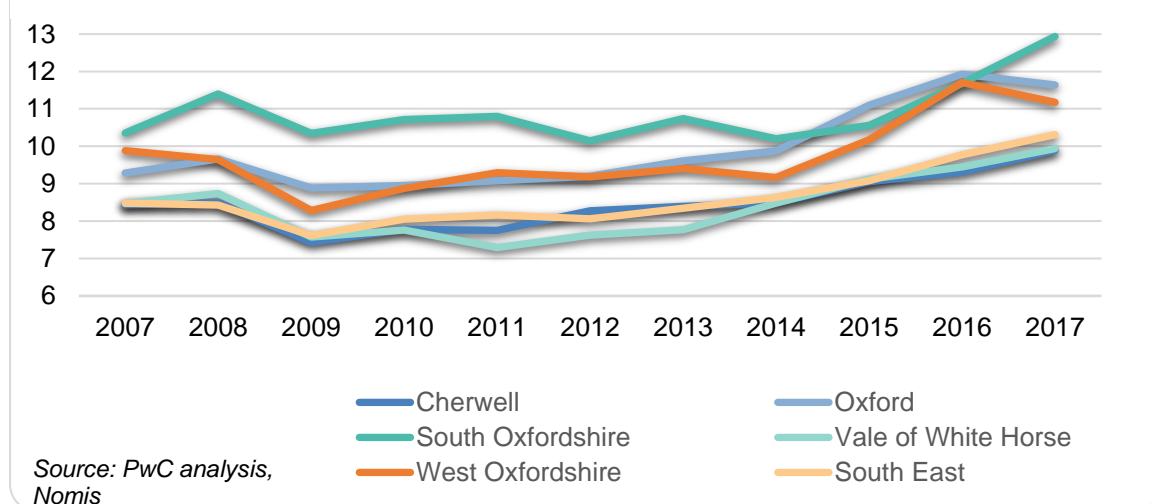 13
12
11
10
9
8
7
6
2007 2008 2009 2010 2011 2012 2013 2014 2015 2016 2017
Cherwell Oxford
South Oxfordshire Vale of White Horse
West Oxfordshire South East
Source: PwC analysis,
Nomis